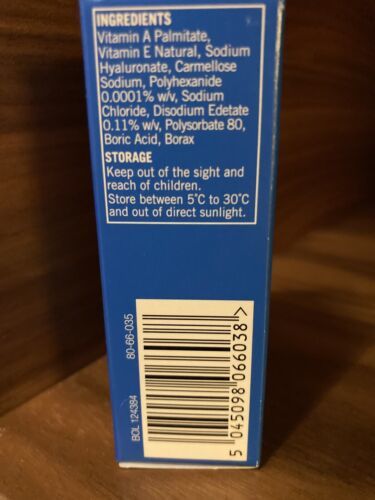 INGREDIENTS
Vitamin A Palmitate,
Vitamin E Natural, Sodium
Hyaluronate, Carmellose
Sodium, Polyhexanide
0.0001% w/v, Sodium
Chloride, Disodium Edetate
0.11% w/v, Polysorbate 80,
Boric Acid, Borax
STORAGE
Keep out of the sight and
reach of children.
Store between 5°C to 30°C
and out of direct sunlight.
80-66-035
BOL 124384
5 045098 066038 >